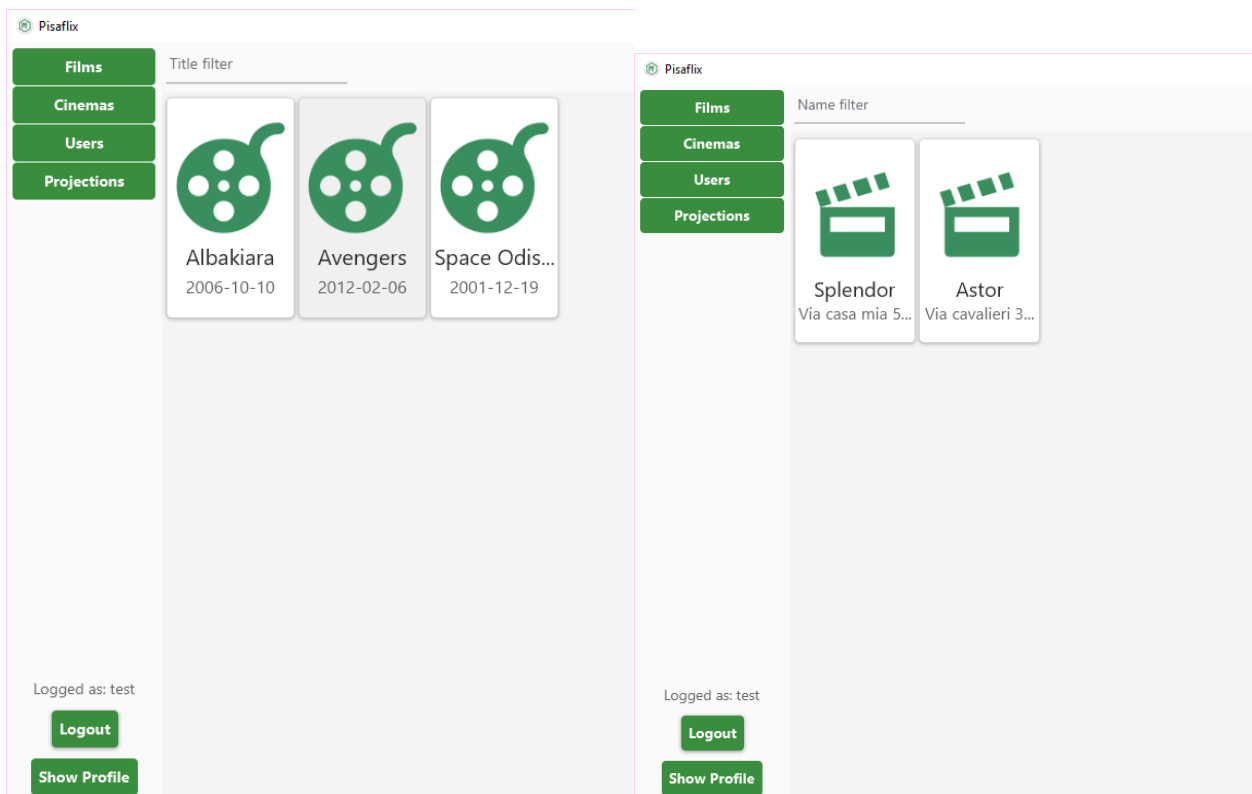 Pisaflix
Films
Cinemas
Users
Projections
Title filter
Albakiara
2006-10-10
Avengers
2012-02-06
Space Odis...
2001-12-19
Logged as: test
Logout
Show Profile
Pisaflix
Films
Cinemas
Users
Projections
Name filter
Splendor
Via casa mia 5...
Astor
Via cavalieri 3...
Logged as: test
Logout
Show Profile